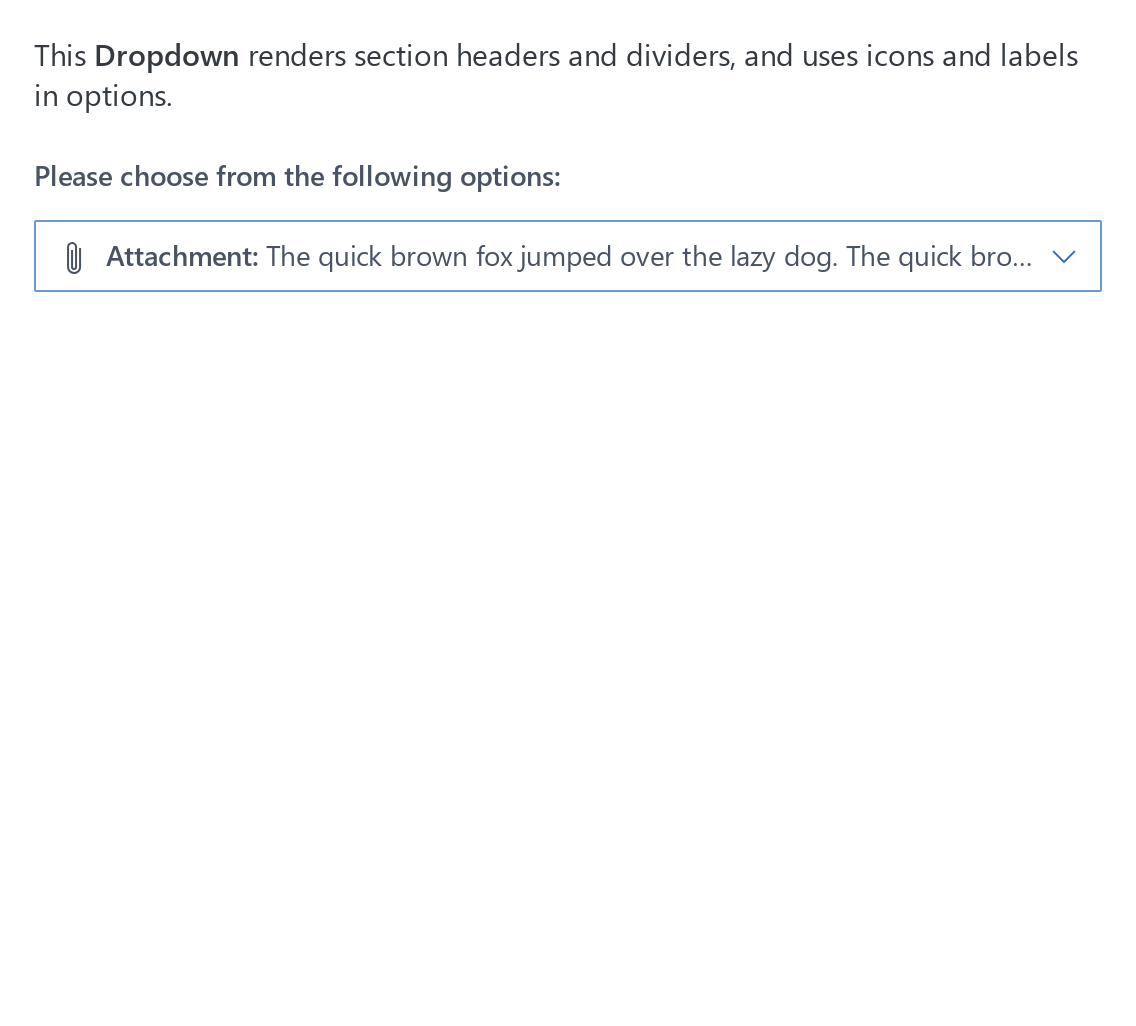 This Dropdown renders section headers and dividers, and uses icons and labels
in options.
Please choose from the following options:
Attachment: The quick brown fox jumped over the lazy dog. The quick bro...